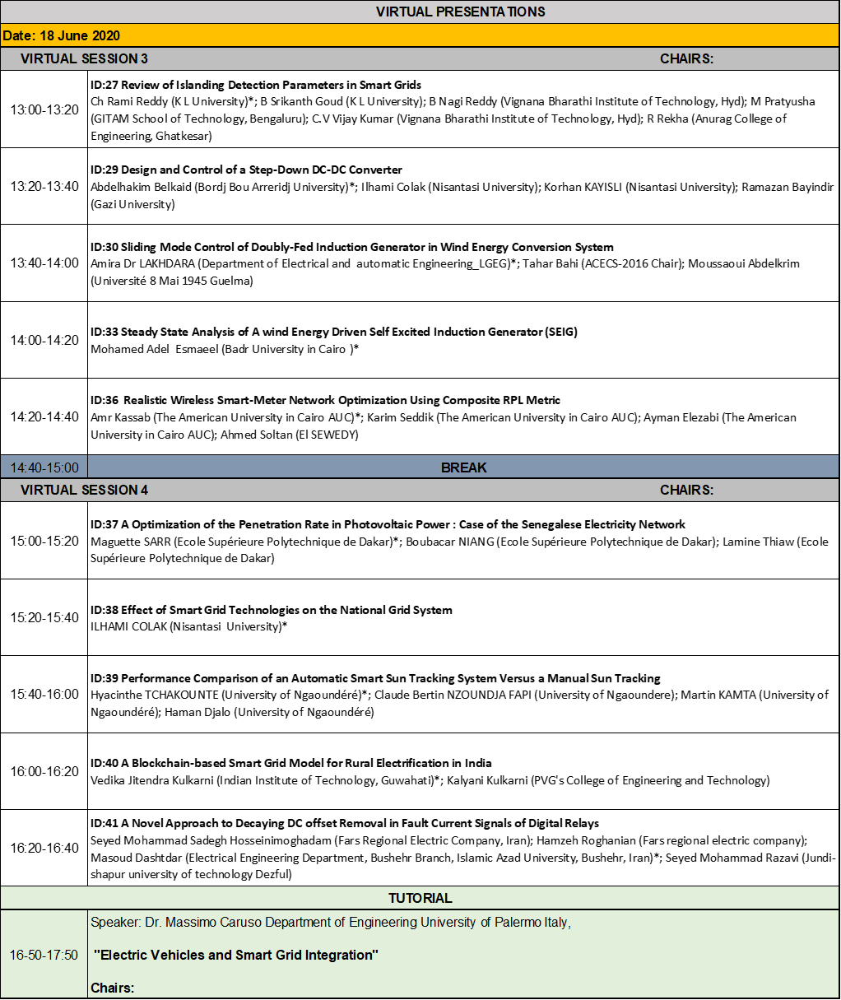 VIRTUAL PRESENTATIONS
Date: 18 June 2020
VIRTUAL SESSION 3 CHAIRS:
13:00-13:20
ID:27 Review of Islanding Detection Parameters in Smart Grids
Ch Rami Reddy (K L University)*; B Srikanth Goud (K L University); B Nagi Reddy (Vignana Bharathi Institute of Technology, Hyd); M Pratyusha
(GITAM School of Technology, Bengaluru); C.V Vijay Kumar (Vignana Bharathi Institute of Technology, Hyd); R Rekha (Anurag College of
Engineering, Ghatkesar)
13:20-13:40
ID:29 Design and Control of a Step-Down DC-DC Converter
Abdelhakim Belkaid (Bordj Bou Arreridj University)*; Ilhami Colak (Nisantasi University); Korhan KAYISLI (Nisantasi University); Ramazan Bayindir
(Gazi University)
13:40-14:00
ID:30 Sliding Mode Control of Doubly-Fed Induction Generator in Wind Energy Conversion System
Amira Dr LAKHDARA (Department of Electrical and automatic Engineering_LGEG)*; Tahar Bahi (ACECS-2016 Chair); Moussaoui Abdelkrim
(Université 8 Mai 1945 Guelma)
14:00-14:20
ID:33 Steady State Analysis of A wind Energy Driven Self Excited Induction Generator (SEIG)
Mohamed Adel Esmaeel (Badr University in Cairo )*
14:20-14:40
ID:36 Realistic Wireless Smart-Meter Network Optimization Using Composite RPL Metric
Amr Kassab (The American University in Cairo AUC)*; Karim Seddik (The American University in Cairo AUC); Ayman Elezabi (The American
University in Cairo AUC); Ahmed Soltan (El SEWEDY)
14:40-15:00 BREAK
VIRTUAL SESSION 4 CHAIRS:
15:00-15:20
ID:37 A Optimization of the Penetration Rate in Photovoltaic Power : Case of the Senegalese Electricity Network
Maguette SARR (Ecole Supérieure Polytechnique de Dakar)*; Boubacar NIANG (Ecole Supérieure Polytechnique de Dakar); Lamine Thiaw (Ecole
Supérieure Polytechnique de Dakar)
15:20-15:40
ID:38 Effect of Smart Grid Technologies on the National Grid System
ILHAMI COLAK (Nisantasi University)*
15:40-16:00
ID:39 Performance Comparison of an Automatic Smart Sun Tracking System Versus a Manual Sun Tracking
Hyacinthe TCHAKOUNTE (University of Ngaoundéré)*; Claude Bertin NZOUNDJA FAPI (University of Ngaoundere); Martin KAMTA (University of
Ngaoundéré); Haman Djalo (University of Ngaoundéré)
16:00-16:20
ID:40 A Blockchain-based Smart Grid Model for Rural Electrification in India
Vedika Jitendra Kulkarni (Indian Institute of Technology, Guwahati)*; Kalyani Kulkarni (PVG's College of Engineering and Technology)
16:20-16:40
ID:41 A Novel Approach to Decaying DC offset Removal in Fault Current Signals of Digital Relays
Seyed Mohammad Sadegh Hosseinimoghadam (Fars Regional Electric Company, Iran); Hamzeh Roghanian (Fars regional electric company);
Masoud Dashtdar (Electrical Engineering Department, Bushehr Branch, Islamic Azad University, Bushehr, Iran)*; Seyed Mohammad Razavi (Jundi-
shapur university of technology Dezful)
TUTORIAL
16-50-17:50
Speaker: Dr. Massimo Caruso Department of Engineering University of Palermo Italy,
"Electric Vehicles and Smart Grid Integration"
Chairs: